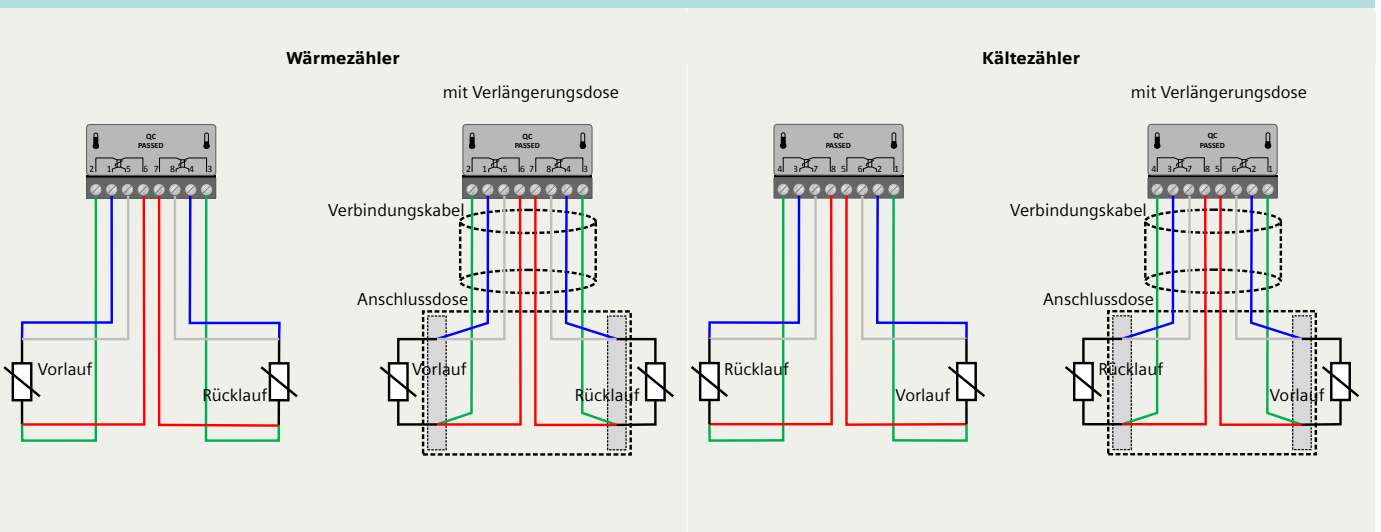 Wärmezähler
mit Verlängerungsdose
QC
PASSED
2 1 5 6 7 8 4 3
QC
PASSED
2 1 5 6 7 8 4 3
Verbindungskabel
Anschlussdose
Vorlauf
Rücklauf
Vorlauf
Rücklauf
Kältezähler
mit Verlängerungsdose
QC
PASSED
4 3 7 8 5 6 2 1
QC
PASSED
4 3 7 8 5 6 2 1
Verbindungskabel
Anschlussdose
Rücklauf
Vorlauf
Rücklauf
Vorlauf